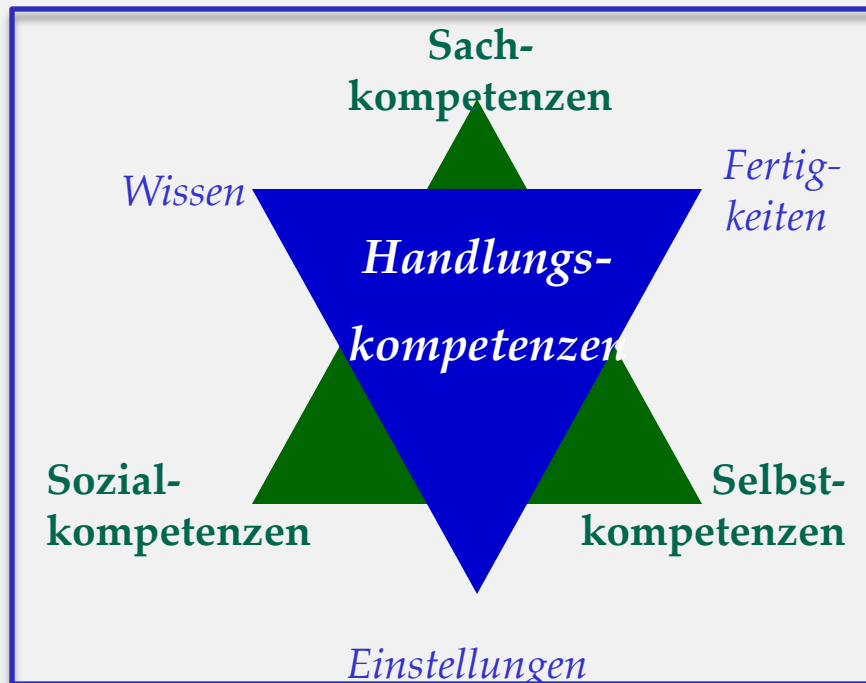 Sach-
kompetenzen
Wissen
Fertig-
keiten
Handlungs-
kompetenzen
Sozial-
kompetenzen
Selbst-
kompetenzen
Einstellungen